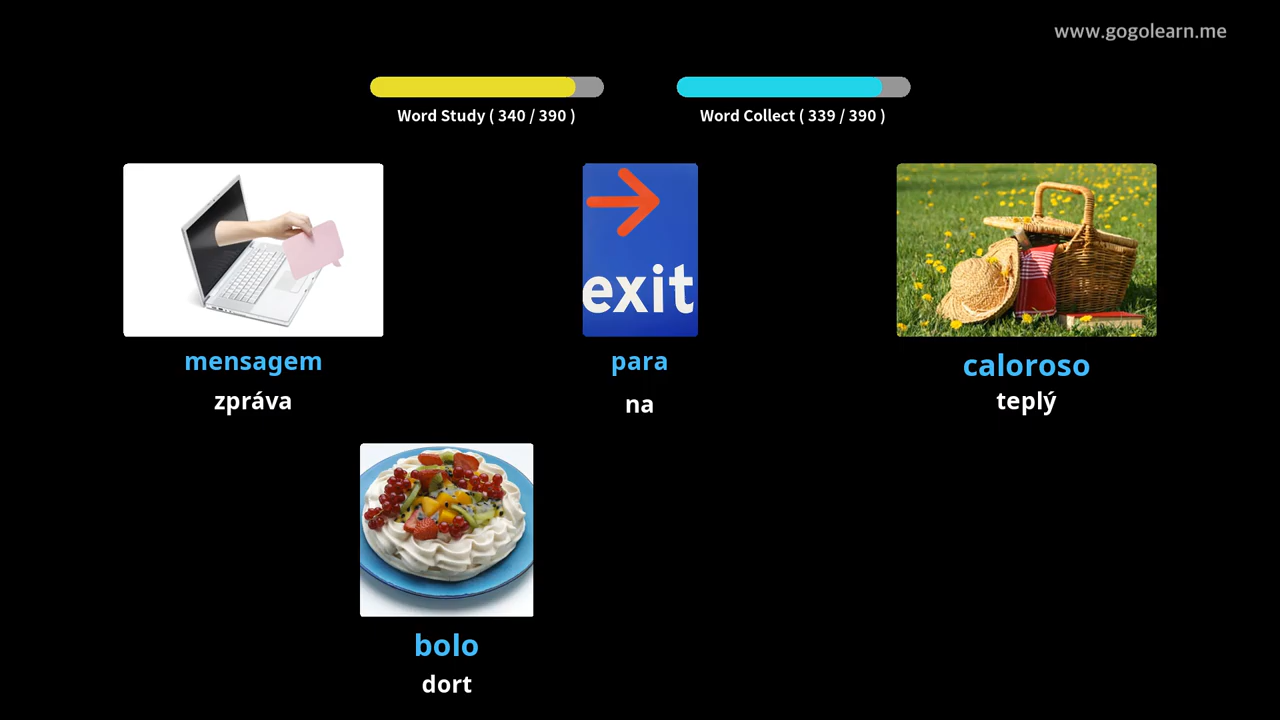 www.gogolearn.me
Word Study ( 340 / 390 )
Word Collect ( 339 / 390 )
exit
mensagem
zpráva
para
na
caloroso
teplý
bolo
dort